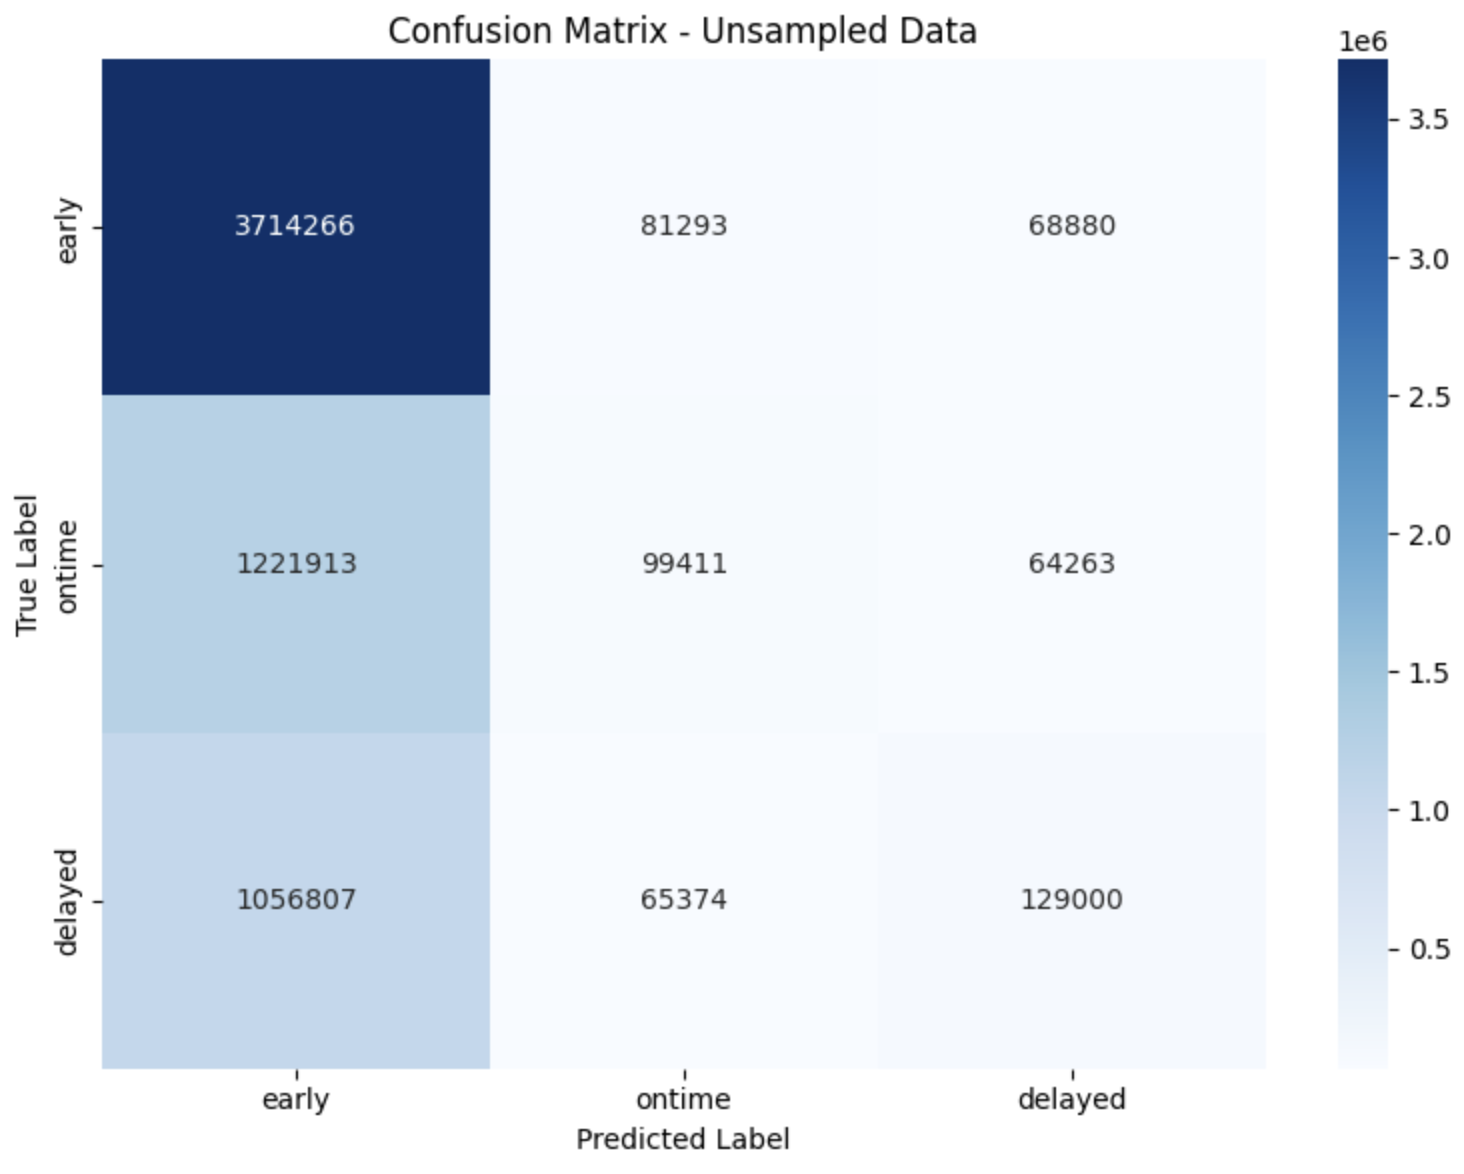 Confusion Matrix - Unsampled Data
1e6
early
3714266 81293 68880
ontime
1221913 99411 64263
delayed
1056807 65374 129000
True Label
early ontime delayed
Predicted Label
3.5
3.0
2.5
2.0
1.5
1.0
0.5